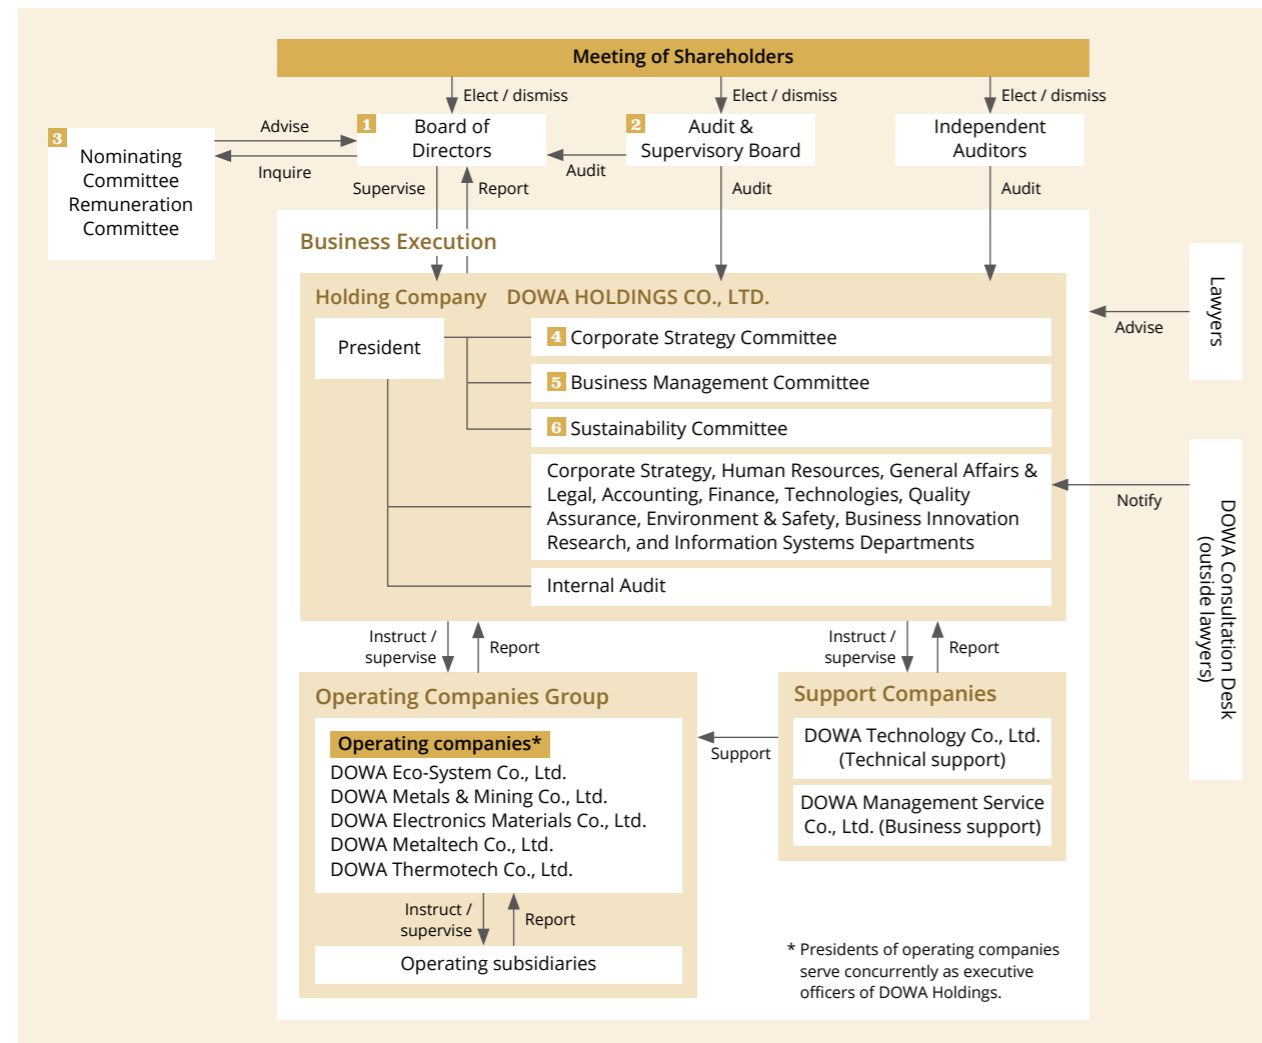 Meeting of Shareholders
Elect / dismiss
Elect / dismiss
Elect / dismiss
3
Nominating
Committee
Remuneration
Committee
Advise
Inquire
1
Board of
Directors
Audit
2
Audit &
Supervisory Board
Independent
Auditors
Supervise
Report
Audit
Audit
Business Execution
Holding Company DOWA HOLDINGS CO., LTD.
President
4 Corporate Strategy Committee
5 Business Management Committee
6 Sustainability Committee
Corporate Strategy, Human Resources, General Affairs &
Legal, Accounting, Finance, Technologies, Quality
Assurance, Environment & Safety, Business Innovation
Research, and Information Systems Departments
Internal Audit
Advise
Lawyers
Notify
DOWA Consultation Desk
(outside lawyers)
Instruct /
supervise
Report
Instruct /
supervise
Report
Operating Companies Group
Operating companies*
DOWA Eco-System Co., Ltd.
DOWA Metals & Mining Co., Ltd.
DOWA Electronics Materials Co., Ltd.
DOWA Metaltech Co., Ltd.
DOWA Thermotech Co., Ltd.
Instruct /
supervise
Report
Operating subsidiaries
Support
Support Companies
DOWA Technology Co., Ltd.
(Technical support)
DOWA Management Service
Co., Ltd. (Business support)
* Presidents of operating companies
serve concurrently as executive
officers of DOWA Holdings.